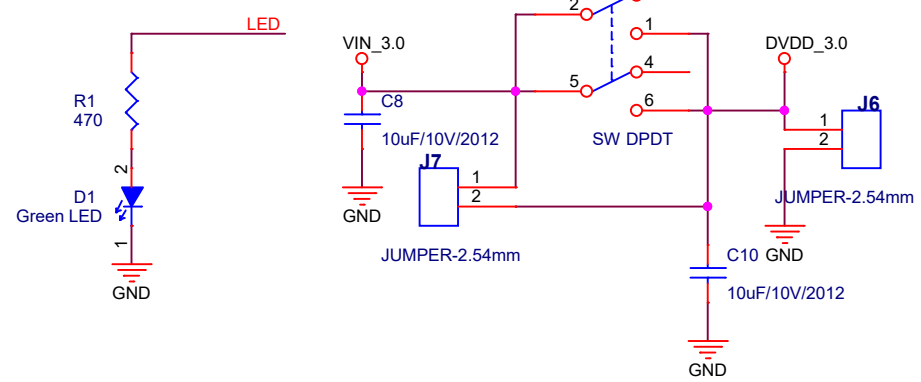 LED
2
1
VIN_3.0
DVDD_3.0
4
5
R1
470
C8
6
J6
1
2
10uF/10V/2012
SW DPDT
J7
2
1
2
D1
Green LED
GND
JUMPER-2.54mm
1
JUMPER-2.54mm
C10
GND
GND
10uF/10V/2012
GND